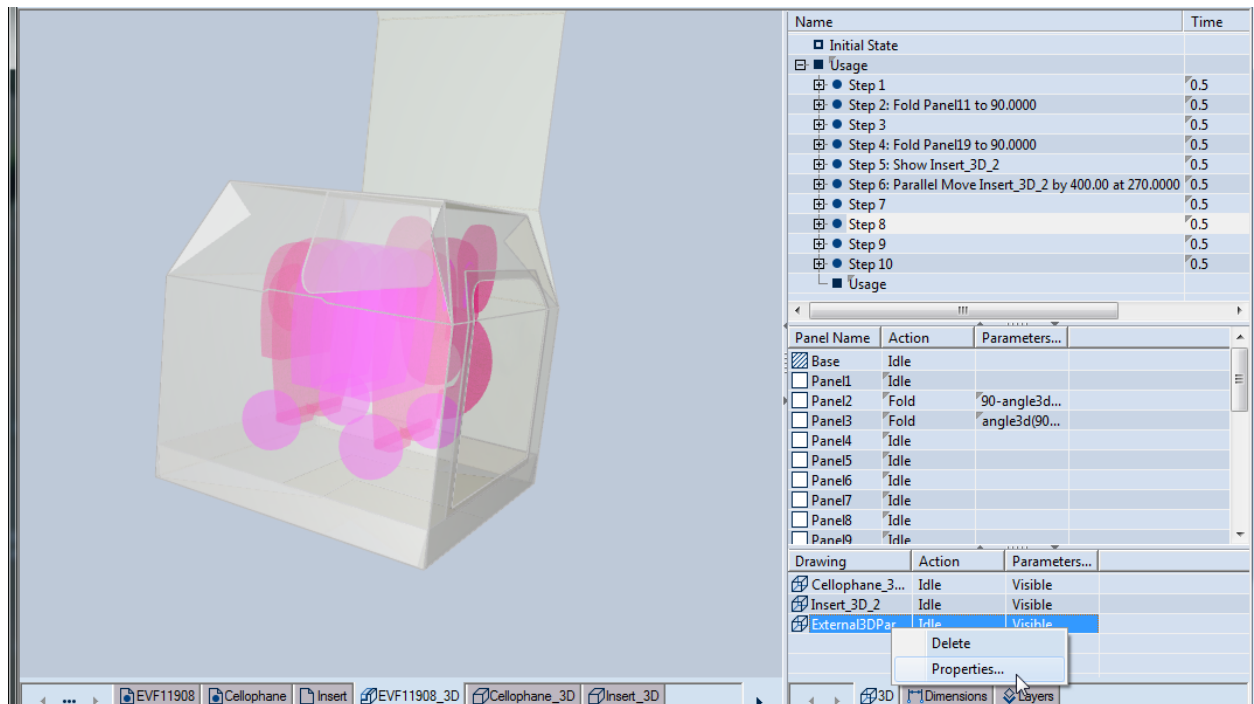 Name Time
Initial State
Usage
Step 1 0.5
Step 2: Fold Panel11 to 90.0000 0.5
Step 3 0.5
Step 4: Fold Panel19 to 90.0000 0.5
Step 5: Show Insert_3D_2 0.5
Step 6: Parallel Move Insert_3D_2 by 400.00 at 270.0000 0.5
Step 7 0.5
Step 8 0.5
Step 9 0.5
Step 10 0.5
Usage
Panel Name Action Parameters...
Base Idle
Panel1 Idle
Panel2 Fold 90-angle3d...
Panel3 Fold angle3d(90...
Panel4 Idle
Panel5 Idle
Panel6 Idle
Panel7 Idle
Panel8 Idle
Panel9 Idle
Drawing Action Parameters...
Cellophane_3... Idle Visible
Insert_3D_2 Idle Visible
External3DPar Idle Visible
Delete
Properties...
EVF11908 Cellophane Insert EVF11908_3D Cellophane_3D Insert_3D 3D Dimensions Layers